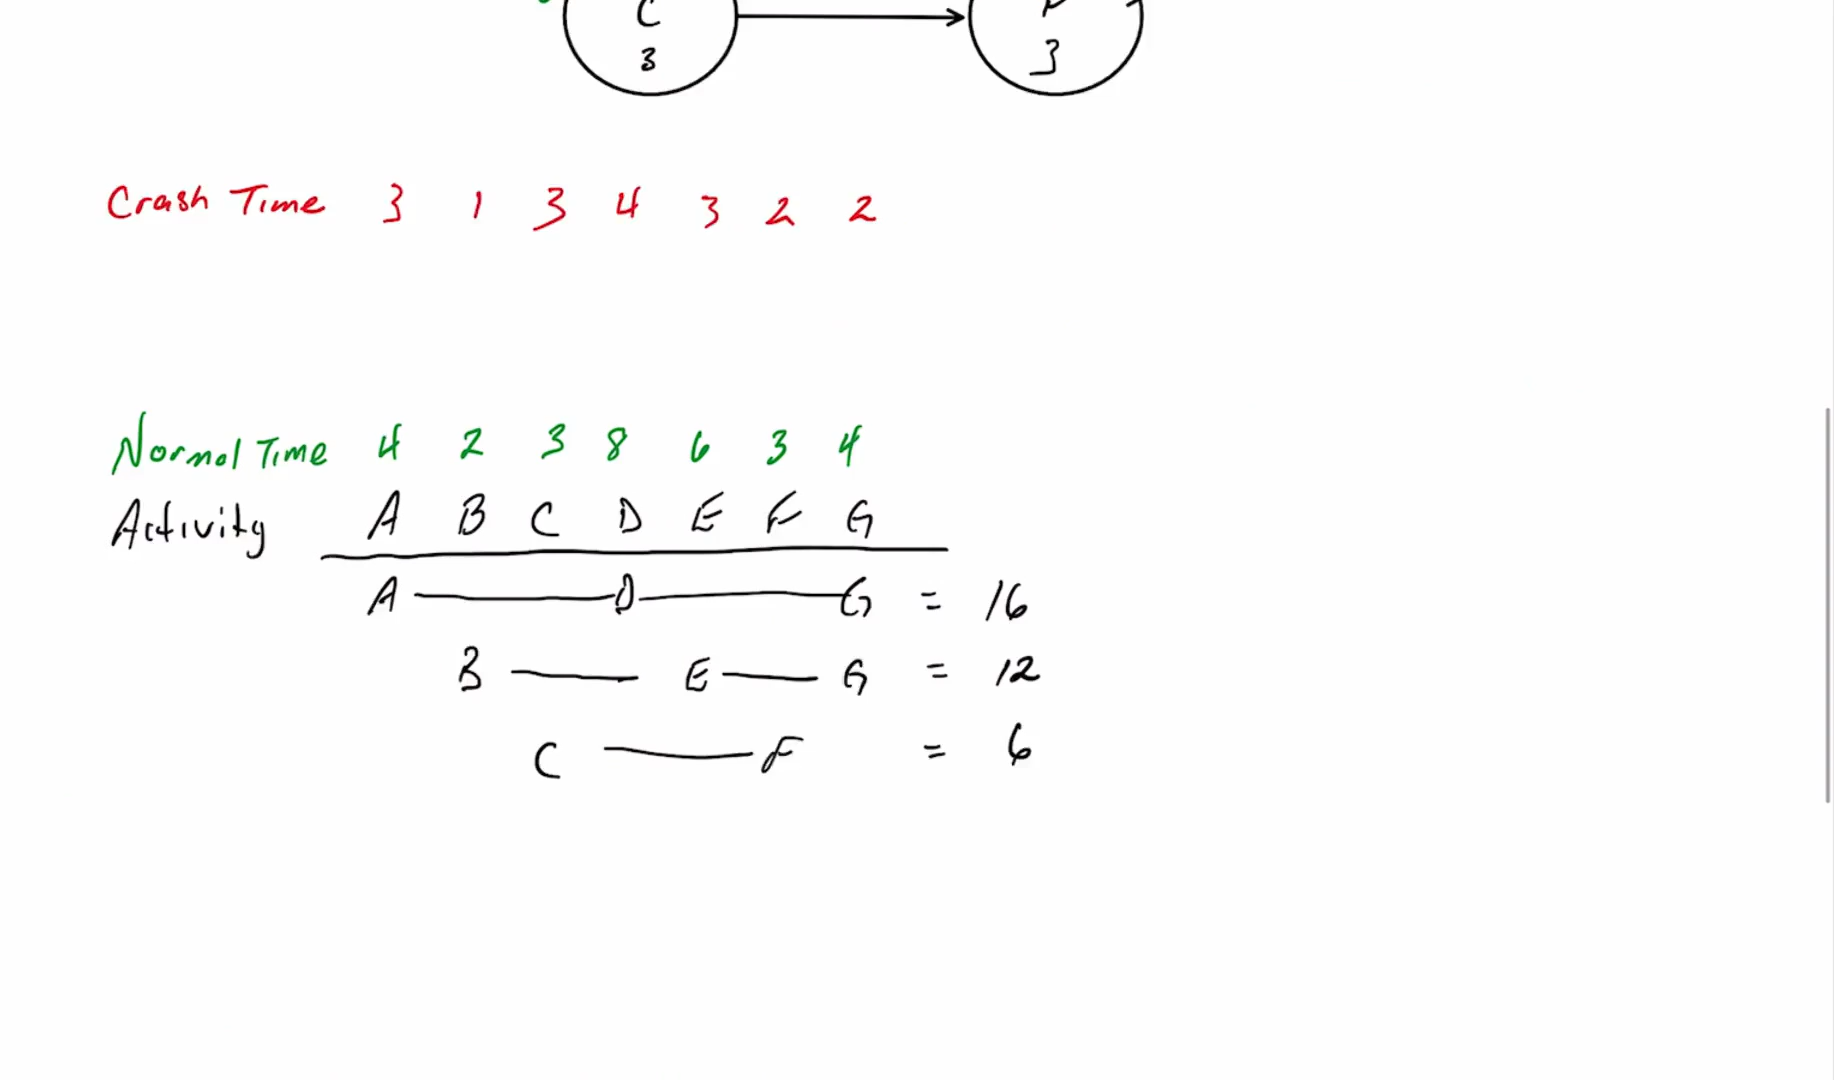 C
3 3
Crash Time 3 1 3 4 3 2 2
Normal Time 4 2 3 8 6 3 4
Activity A B C D E F G
A D G = 16
B E G = 12
C F = 6